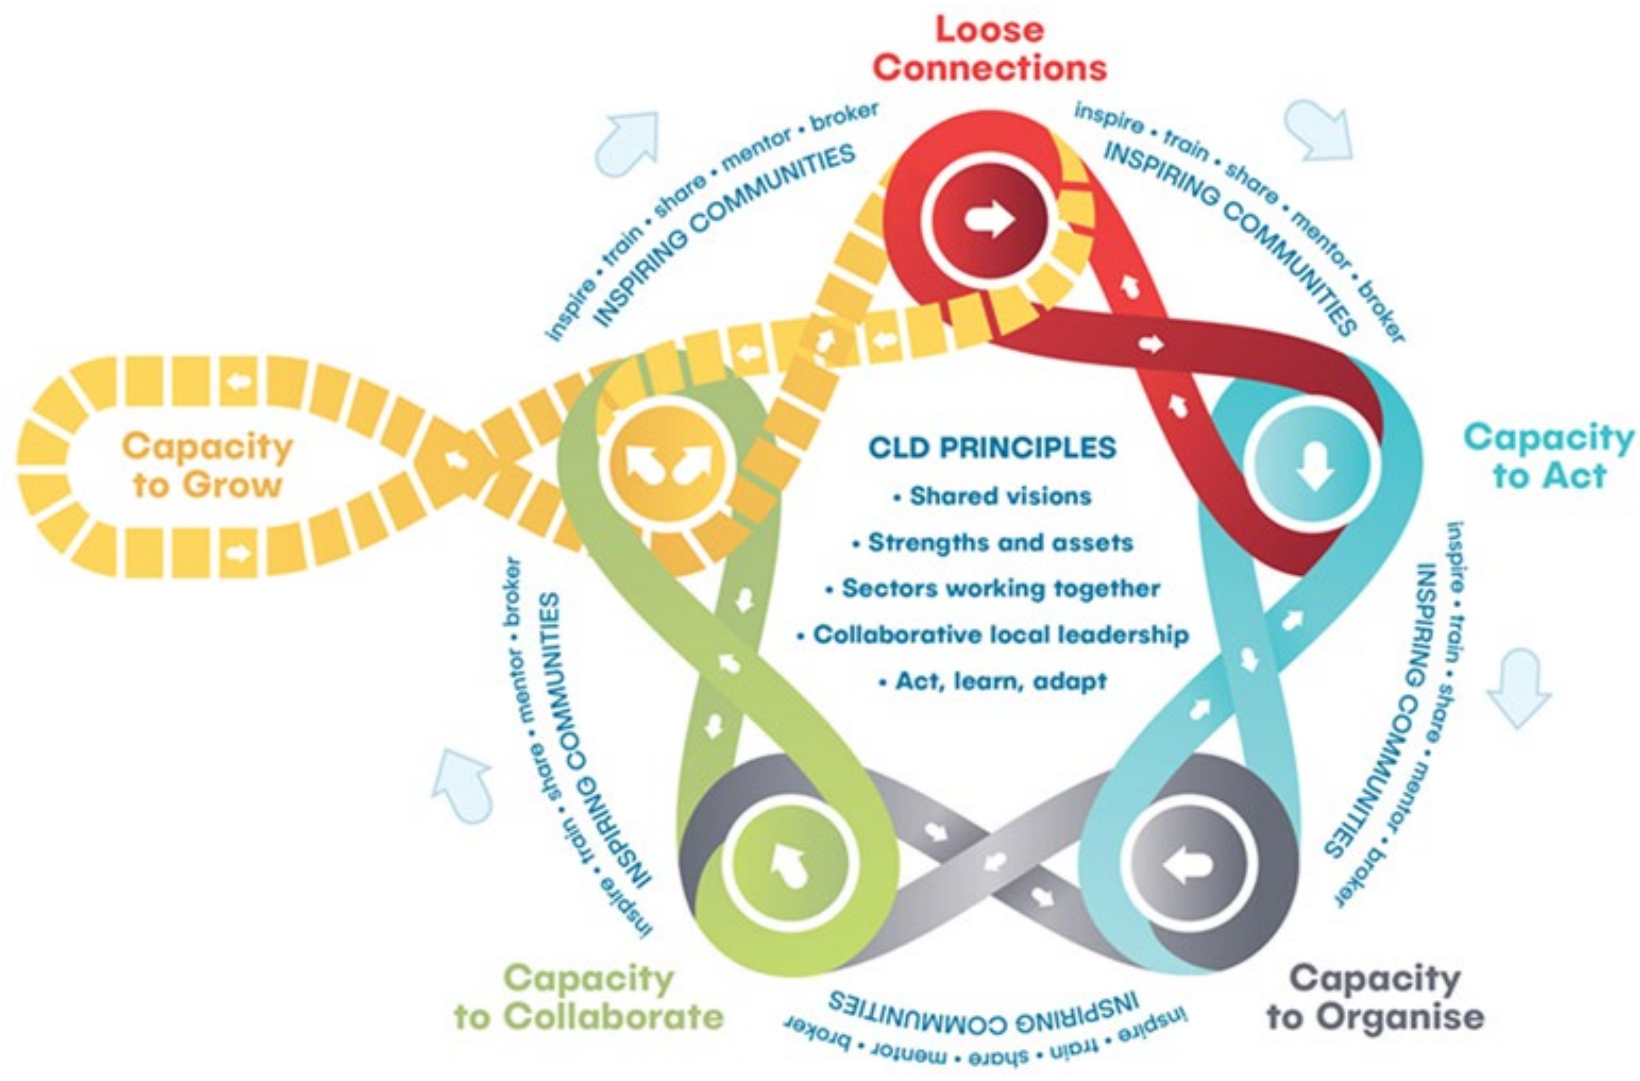 Loose
Connections
inspire • train • share • mentor • broker
INSPIRING COMMUNITIES
inspire • train • share • mentor • broker
INSPIRING COMMUNITIES
Capacity
to Grow
CLD PRINCIPLES
• Shared visions
• Strengths and assets
• Sectors working together
• Collaborative local leadership
• Act, learn, adapt
Capacity
to Act
inspire • train • share • mentor • broker
INSPIRING COMMUNITIES
inspire • train • share • mentor • broker
INSPIRING COMMUNITIES
Capacity
to Collaborate
Capacity
to Organise
INSPIRING COMMUNITIES
inspire • train • share • mentor • broker